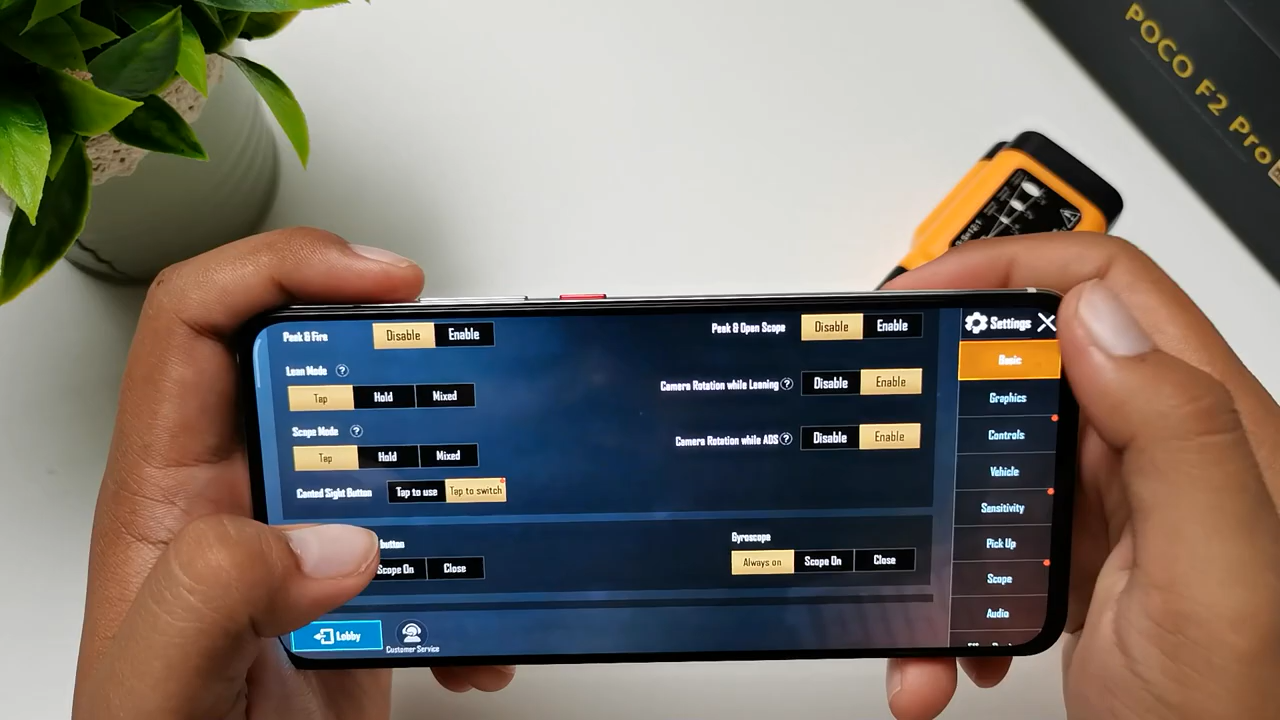 POCO F2 Pro
Peek & Fire Disable Enable
Peek & Open Scope Disable Enable
Settings
Basic
Lean Mode ?
Tap Hold Mixed
Camera Rotation while Leaning ? Disable Enable
Graphics
Scope Mode ?
Tap Hold Mixed
Camera Rotation while ADS ? Disable Enable
Controls
Vehicle
Canted Sight Button Tap to use Tap to switch
Sensitivity
button
Scope On Close
Gyroscope
Always on Scope On Close
Pick Up
Scope
Audio
Lobby
Customer Service